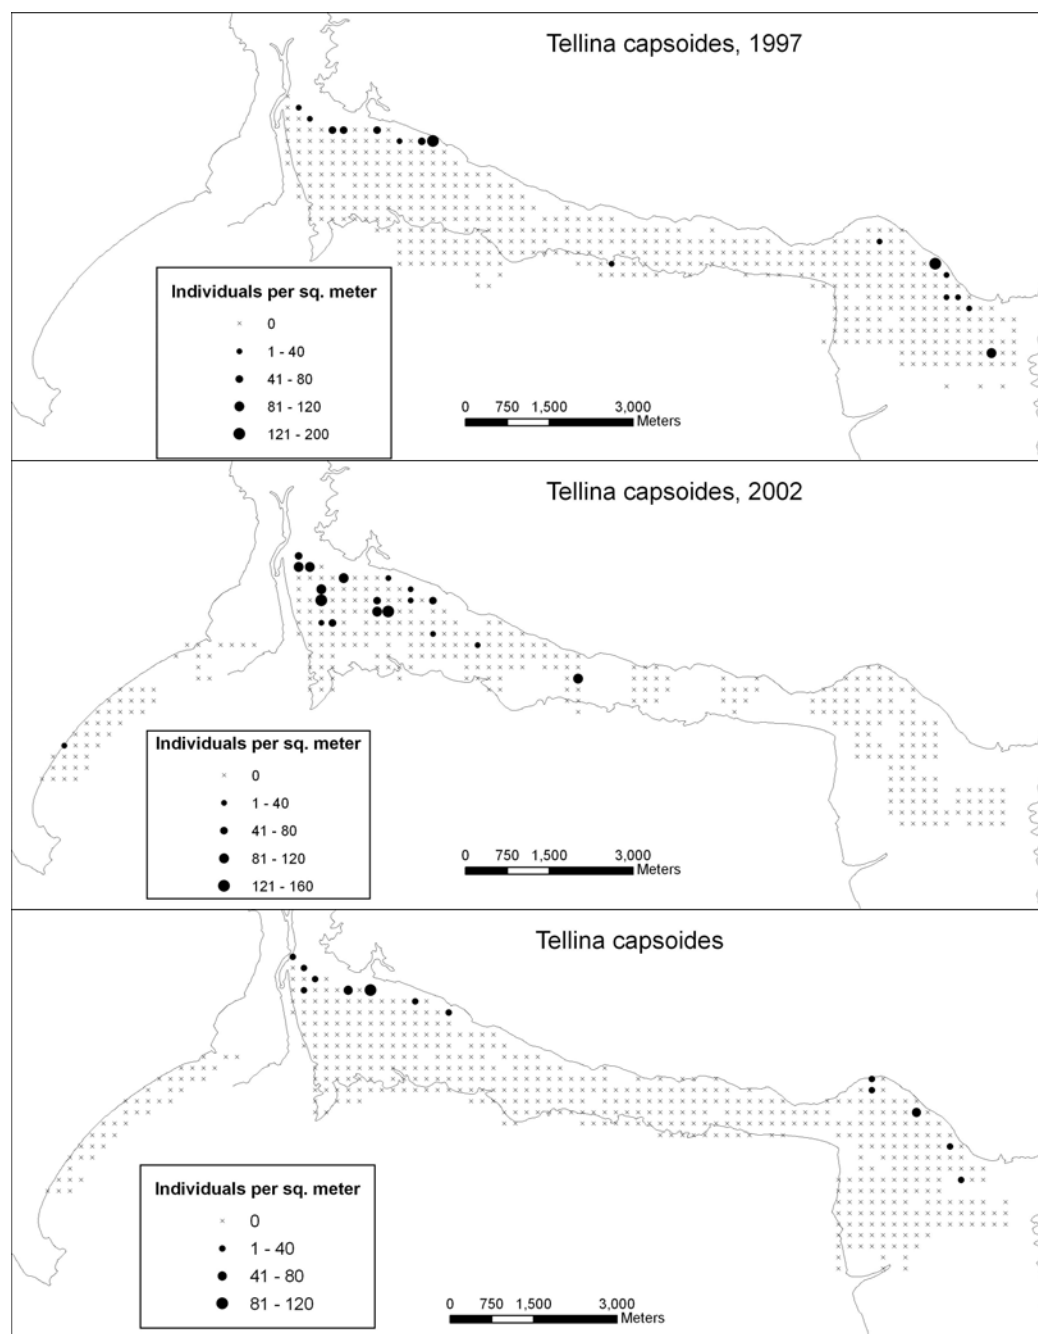 Tellina capsoides, 1997
Individuals per sq. meter
0
1 - 40
41 - 80
81 - 120
121 - 200
0 750 1,500 3,000
Meters
Tellina capsoides, 2002
Individuals per sq. meter
0
1 - 40
41 - 80
81 - 120
121 - 160
0 750 1,500 3,000
Meters
Tellina capsoides
Individuals per sq. meter
0
1 - 40
41 - 80
81 - 120
0 750 1,500 3,000
Meters